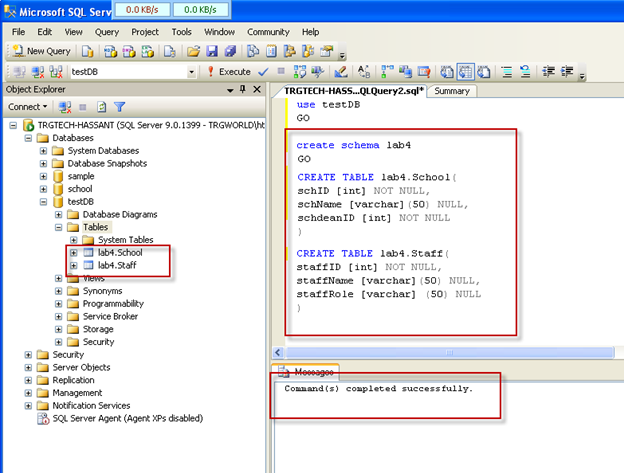 Microsoft SQL Serv
0.0 KB/s
0.0 KB/s
File Edit View Query Project Tools Window Community Help
New Query
testDB
Execute
Object Explorer
Connect
TRGTECH-HASSANT (SQL Server 9.0.1399 - TRGWORLD\ht
Databases
System Databases
Database Snapshots
sample
school
testDB
Database Diagrams
Tables
System Tables
lab4.School
lab4.Staff
Views
Synonyms
Programmability
Service Broker
Storage
Security
Security
Server Objects
Replication
Management
Notification Services
SQL Server Agent (Agent XPs disabled)
TRGTECH-HASS...QLQuery2.sql*
Summary
use testDB
GO
create schema lab4
GO
CREATE TABLE lab4.School(
schID [int] NOT NULL,
schName [varchar](50) NULL,
schdeanID [int] NOT NULL
)
CREATE TABLE lab4.Staff(
staffID [int] NOT NULL,
staffName [varchar](50) NULL,
staffRole [varchar] (50) NULL
)
Messages
Command(s) completed successfully.